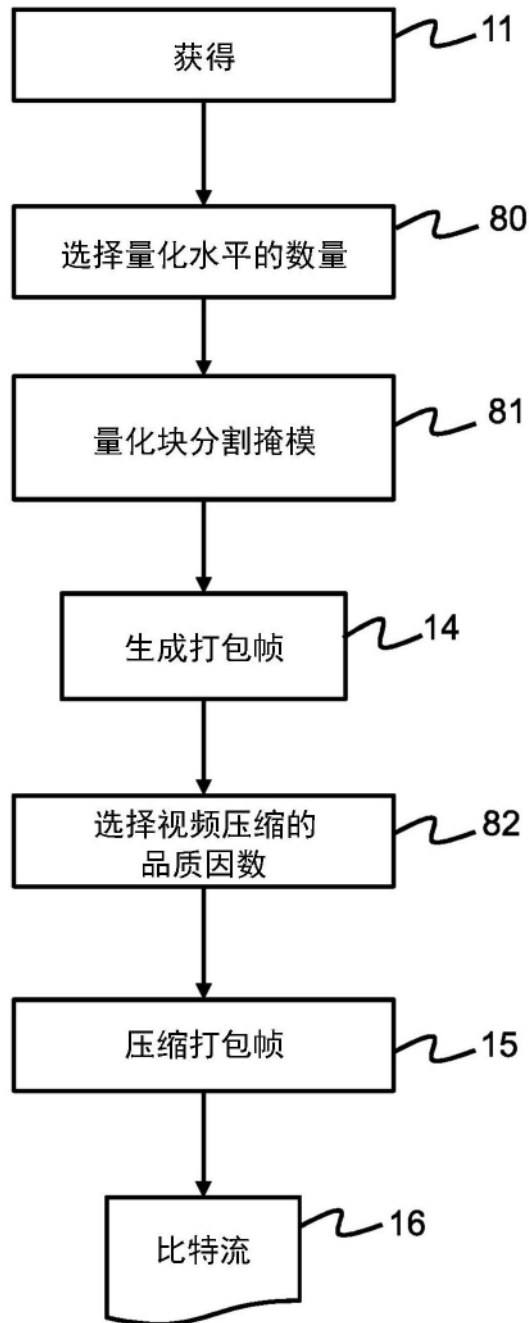 获得
11
选择量化水平的数量
80
量化块分割掩模
81
生成打包帧
14
选择视频压缩的
品质因数
82
压缩打包帧
15
比特流
16